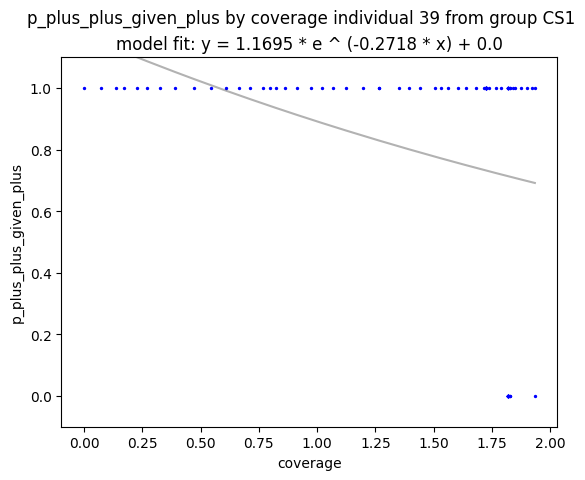 p_plus_plus_given_plus by coverage individual 39 from group CS1
model fit: y = 1.1695 * e ^ (-0.2718 * x) + 0.0
1.0
0.8
0.6
0.4
0.2
0.0
p_plus_plus_given_plus
0.00 0.25 0.50 0.75 1.00 1.25 1.50 1.75 2.00
coverage